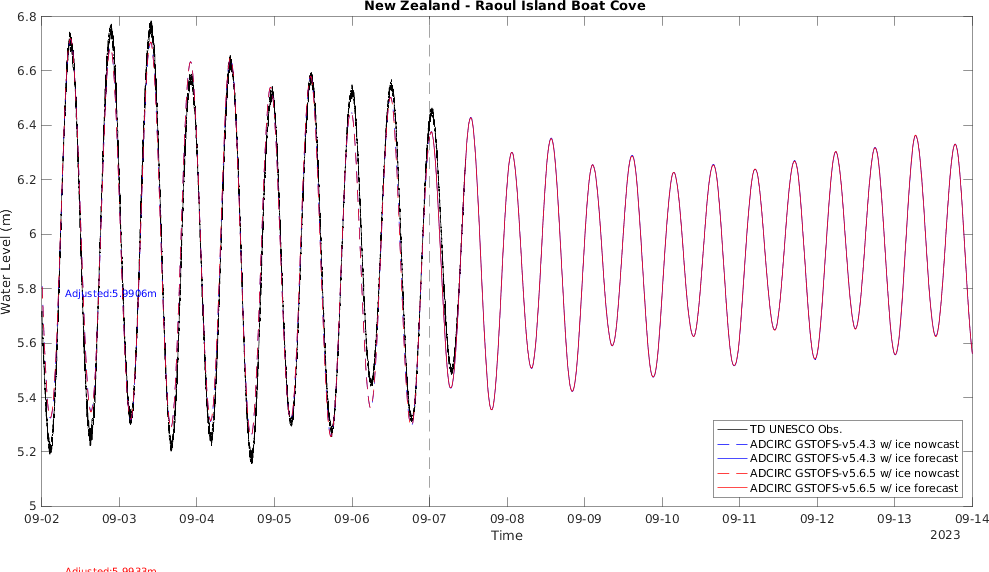 New Zealand - Raoul Island Boat Cove
6.8
6.6
6.4
6.2
6
5.8
5.6
5.4
5.2
5
Water Level (m)
Adjusted:5.9906m
TD UNESCO Obs.
ADCIRC GSTOFS-v5.4.3 w/ ice nowcast
ADCIRC GSTOFS-v5.4.3 w/ ice forecast
ADCIRC GSTOFS-v5.6.5 w/ ice nowcast
ADCIRC GSTOFS-v5.6.5 w/ ice forecast
09-02 09-03 09-04 09-05 09-06 09-07 09-08 09-09 09-10 09-11 09-12 09-13 09-14
Time
2023
Adjusted:5.9933m